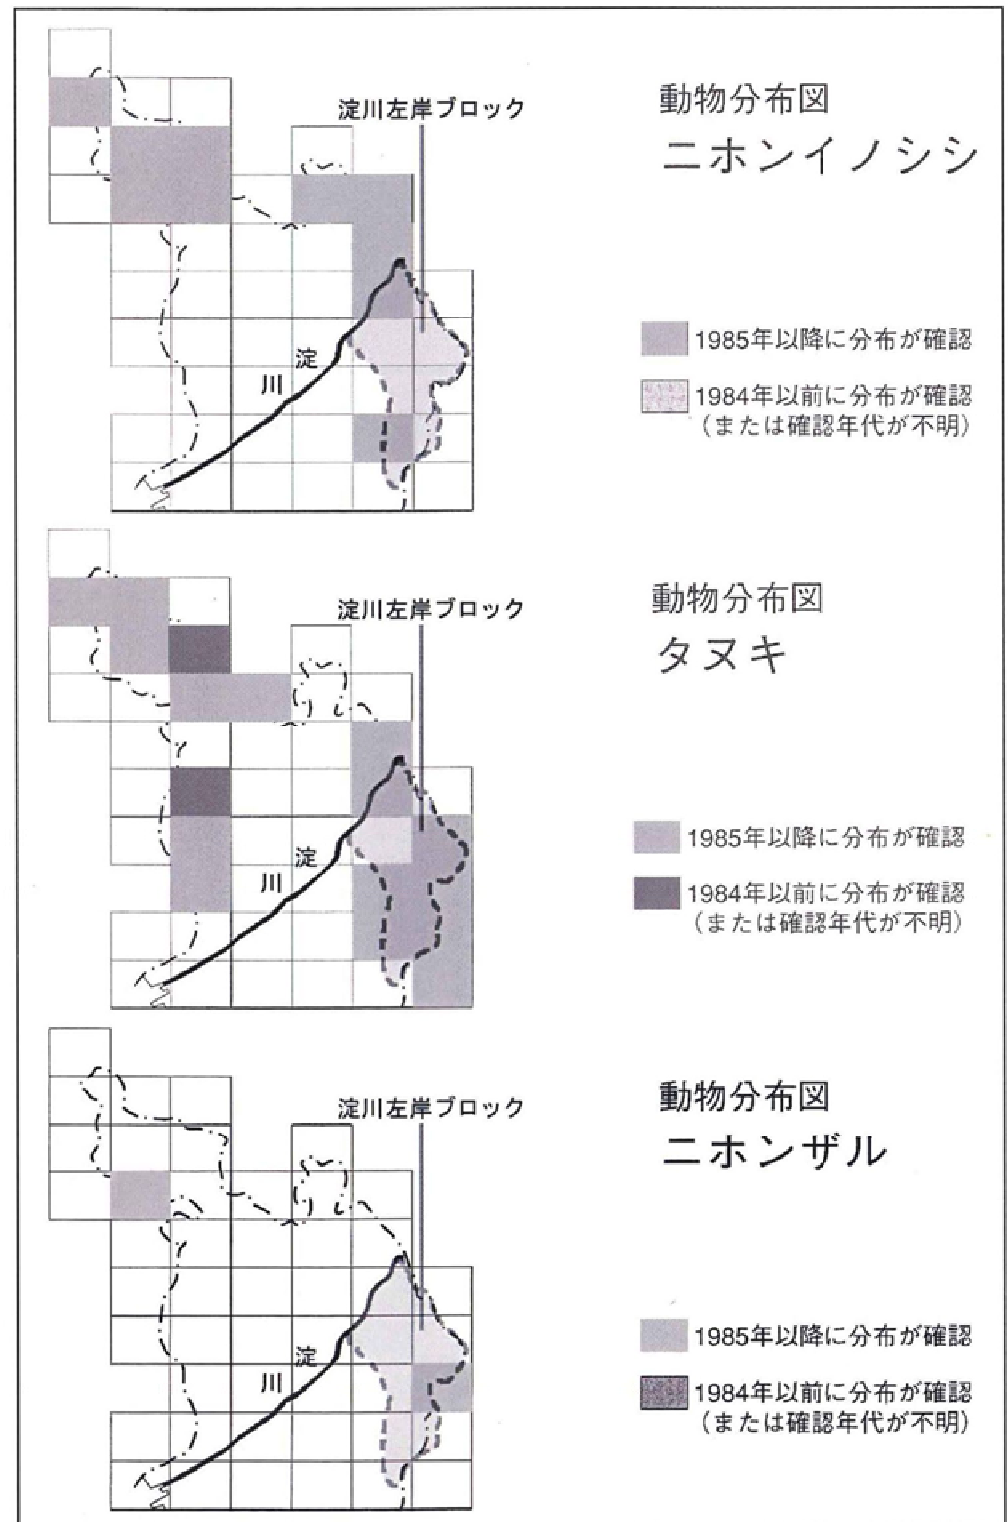 淀川左岸ブロック
動物分布図
ニホンイノシシ
1985年以降に分布が確認
1984年以前に分布が確認
(または確認年代が不明)
淀
川
淀川左岸ブロック
動物分布図
タヌキ
1985年以降に分布が確認
1984年以前に分布が確認
(または確認年代が不明)
淀
川
淀川左岸ブロック
動物分布図
ニホンザル
1985年以降に分布が確認
1984年以前に分布が確認
(または確認年代が不明)
淀
川